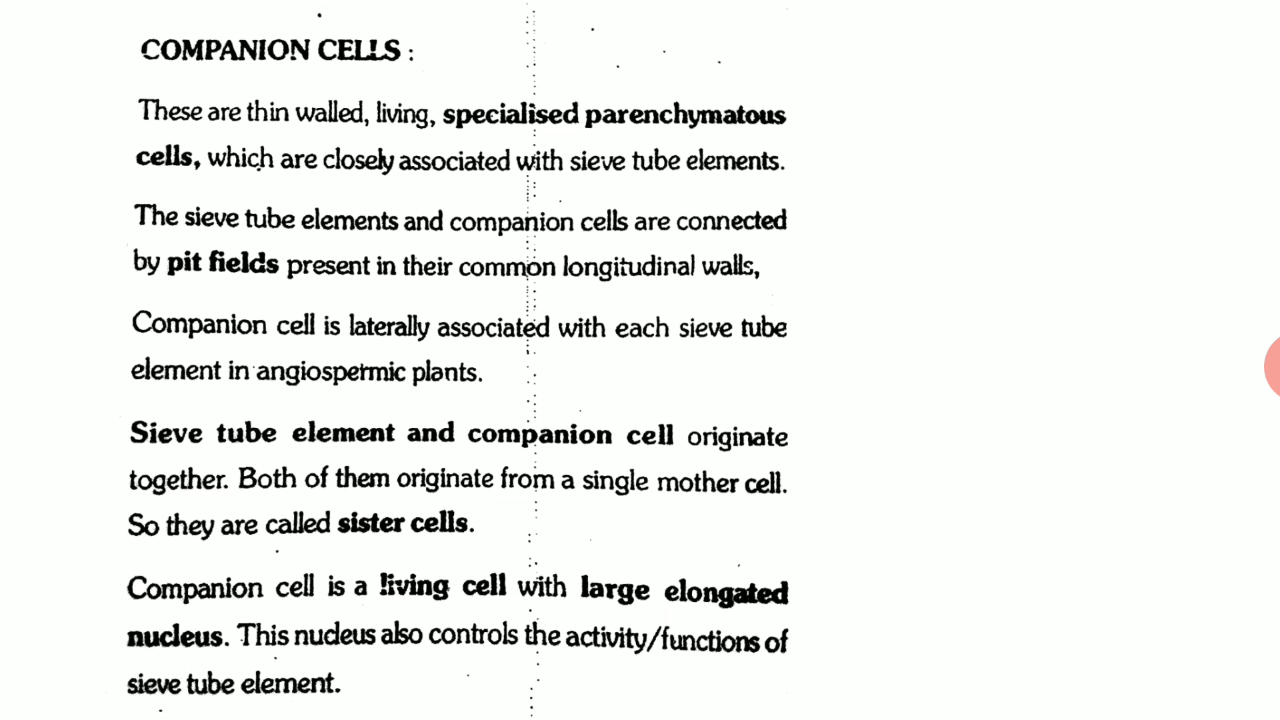 COMPANION CELLS :
These are thin walled, living, specialised parenchymatous
cells, which are closely associated with sieve tube elements.
The sieve tube elements and companion cells are connected
by pit fields present in their common longitudinal walls,
Companion cell is laterally associated with each sieve tube
element in angiospermic plants.
Sieve tube element and companion cell originate
together. Both of them originate from a single mother cell.
So they are called sister cells.
Companion cell is a living cell with large elongated
nucleus. This nucleus also controls the activity/functions of
sieve tube element.